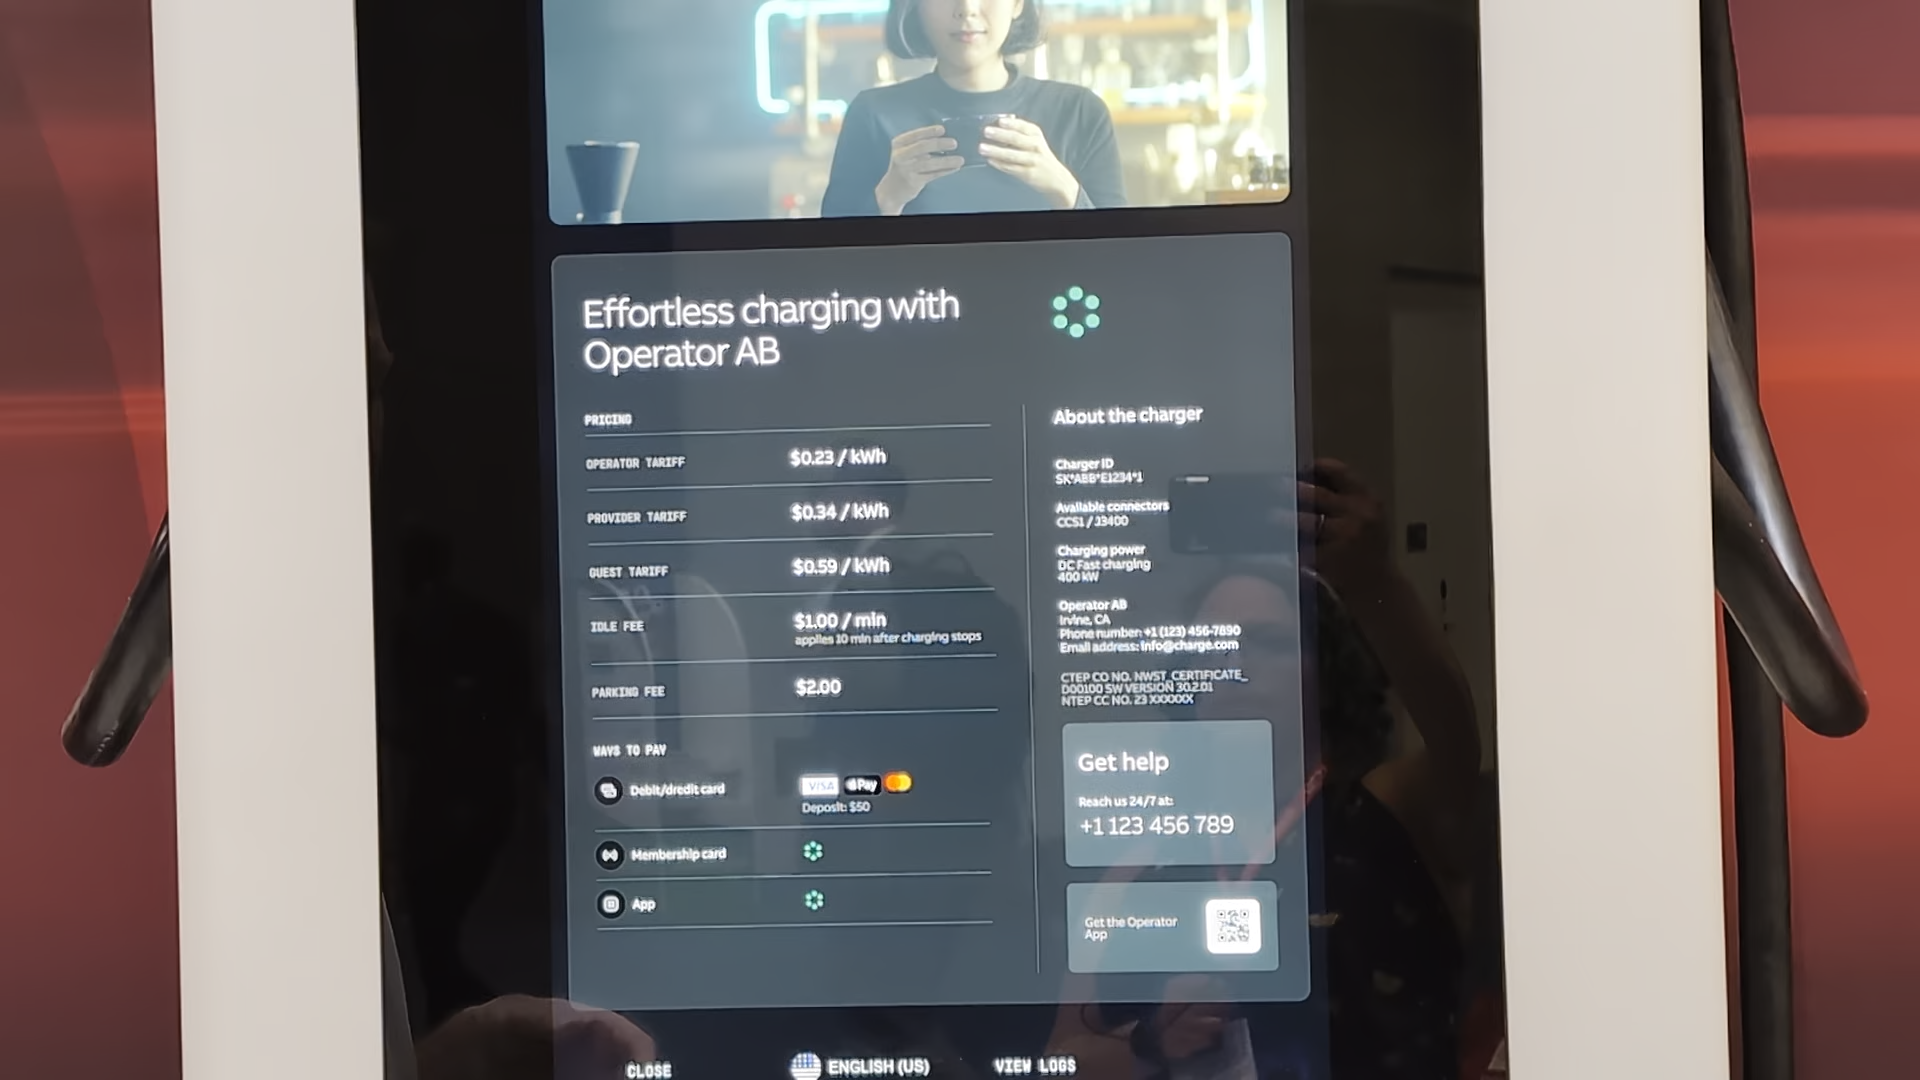 Effortless charging with
Operator AB
PRICING
OPERATOR TARIFF $0.23 / kWh
PROVIDER TARIFF $0.34 / kWh
GUEST TARIFF $0.59 / kWh
IDLE FEE $1.00 / min
applies 10 min after charging stops
PARKING FEE $2.00
WAYS TO PAY
Debit/dredit card VISA Pay
Deposit: $50
Membership card
App
About the charger
Charger ID
SK*ABB*E1234*1
Available connectors
CCS1 / J3400
Charging power
DC Fast charging
400 kW
Operator AB
Irvine, CA
Phone number: +1 (123) 456-7890
Email address: info@charge.com
CTEP CO NO. NWST_CERTIFICATE_
D00100 SW VERSION 30.2.01
NTEP CC NO. 23 XXXXXX
Get help
Reach us 24/7 at:
+1 123 456 789
Get the Operator
App
CLOSE ENGLISH (US) VIEW LOGS